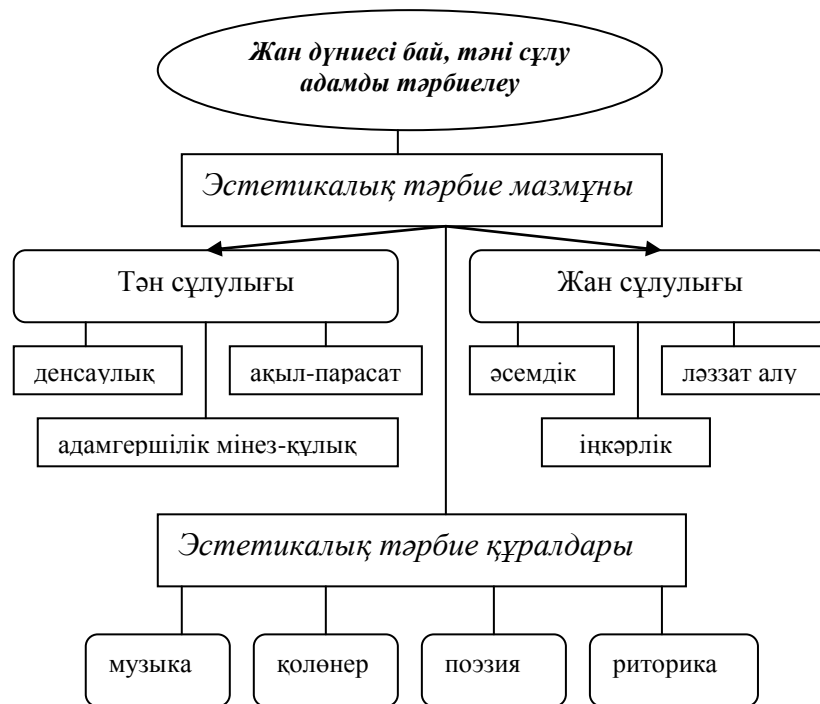 Жан дүниесі бай, тәні сұлу
адамды тәрбиелеу
Эстетикалық тәрбие мазмұны
Тән сұлулығы
Жан сұлулығы
денсаулық
ақыл-парасат
әсемдік
ләззат алу
адамгершілік мінез-құлық
іңкәрлік
Эстетикалық тәрбие құралдары
музыка
қолөнер
поэзия
риторика